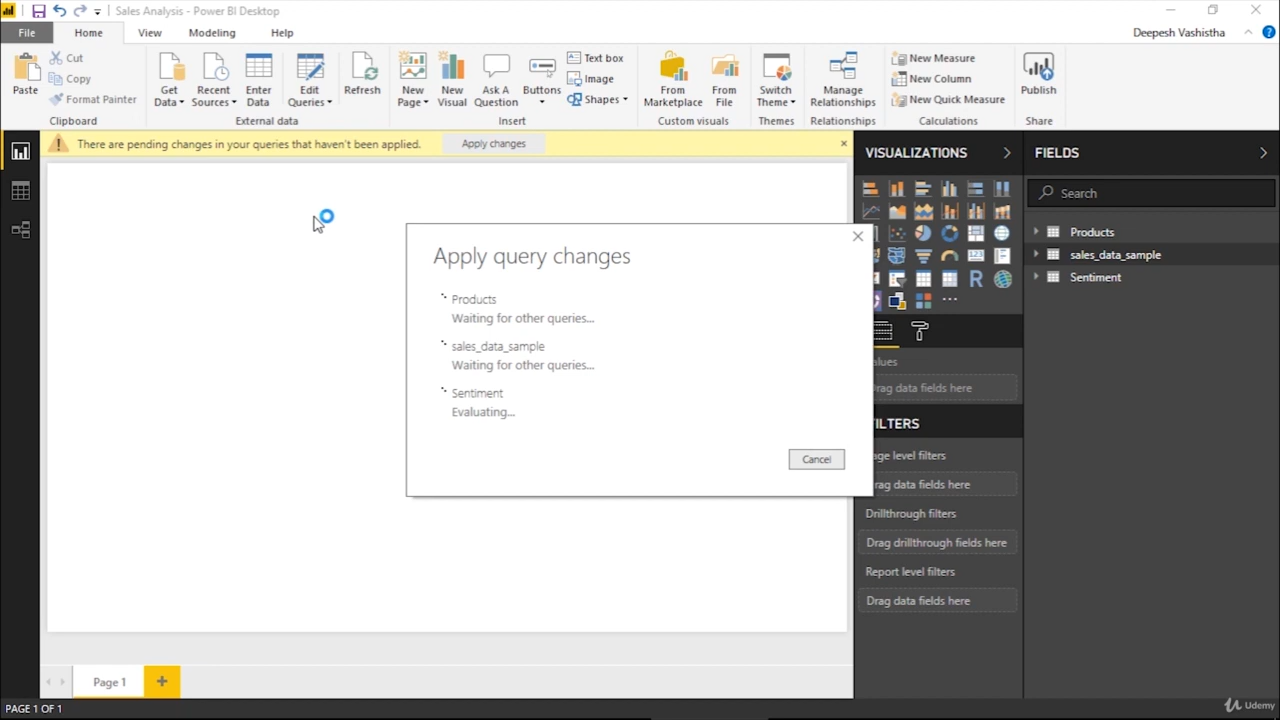 Sales Analysis - Power BI Desktop
File
Home
View
Modeling
Help
Deepesh Vashistha
Paste
Cut
Copy
Format Painter
Clipboard
Get Data
Recent Sources
Enter Data
Edit Queries
Refresh
External data
New Page
New Visual
Ask A Question
Buttons
Text box
Image
Shapes
Insert
From Marketplace
From File
Custom visuals
Switch Theme
Themes
Manage Relationships
Relationships
New Measure
New Column
New Quick Measure
Calculations
Publish
Share
There are pending changes in your queries that haven't been applied.
Apply changes
Apply query changes
Products
Waiting for other queries...
sales_data_sample
Waiting for other queries...
Sentiment
Evaluating...
Cancel
VISUALIZATIONS
123
R
alues
Drag data fields here
FILTERS
age level filters
Drag data fields here
Drillthrough filters
Drag drillthrough fields here
Report level filters
Drag data fields here
FIELDS
Search
Products
sales_data_sample
Sentiment
Page 1
PAGE 1 OF 1
Udemy